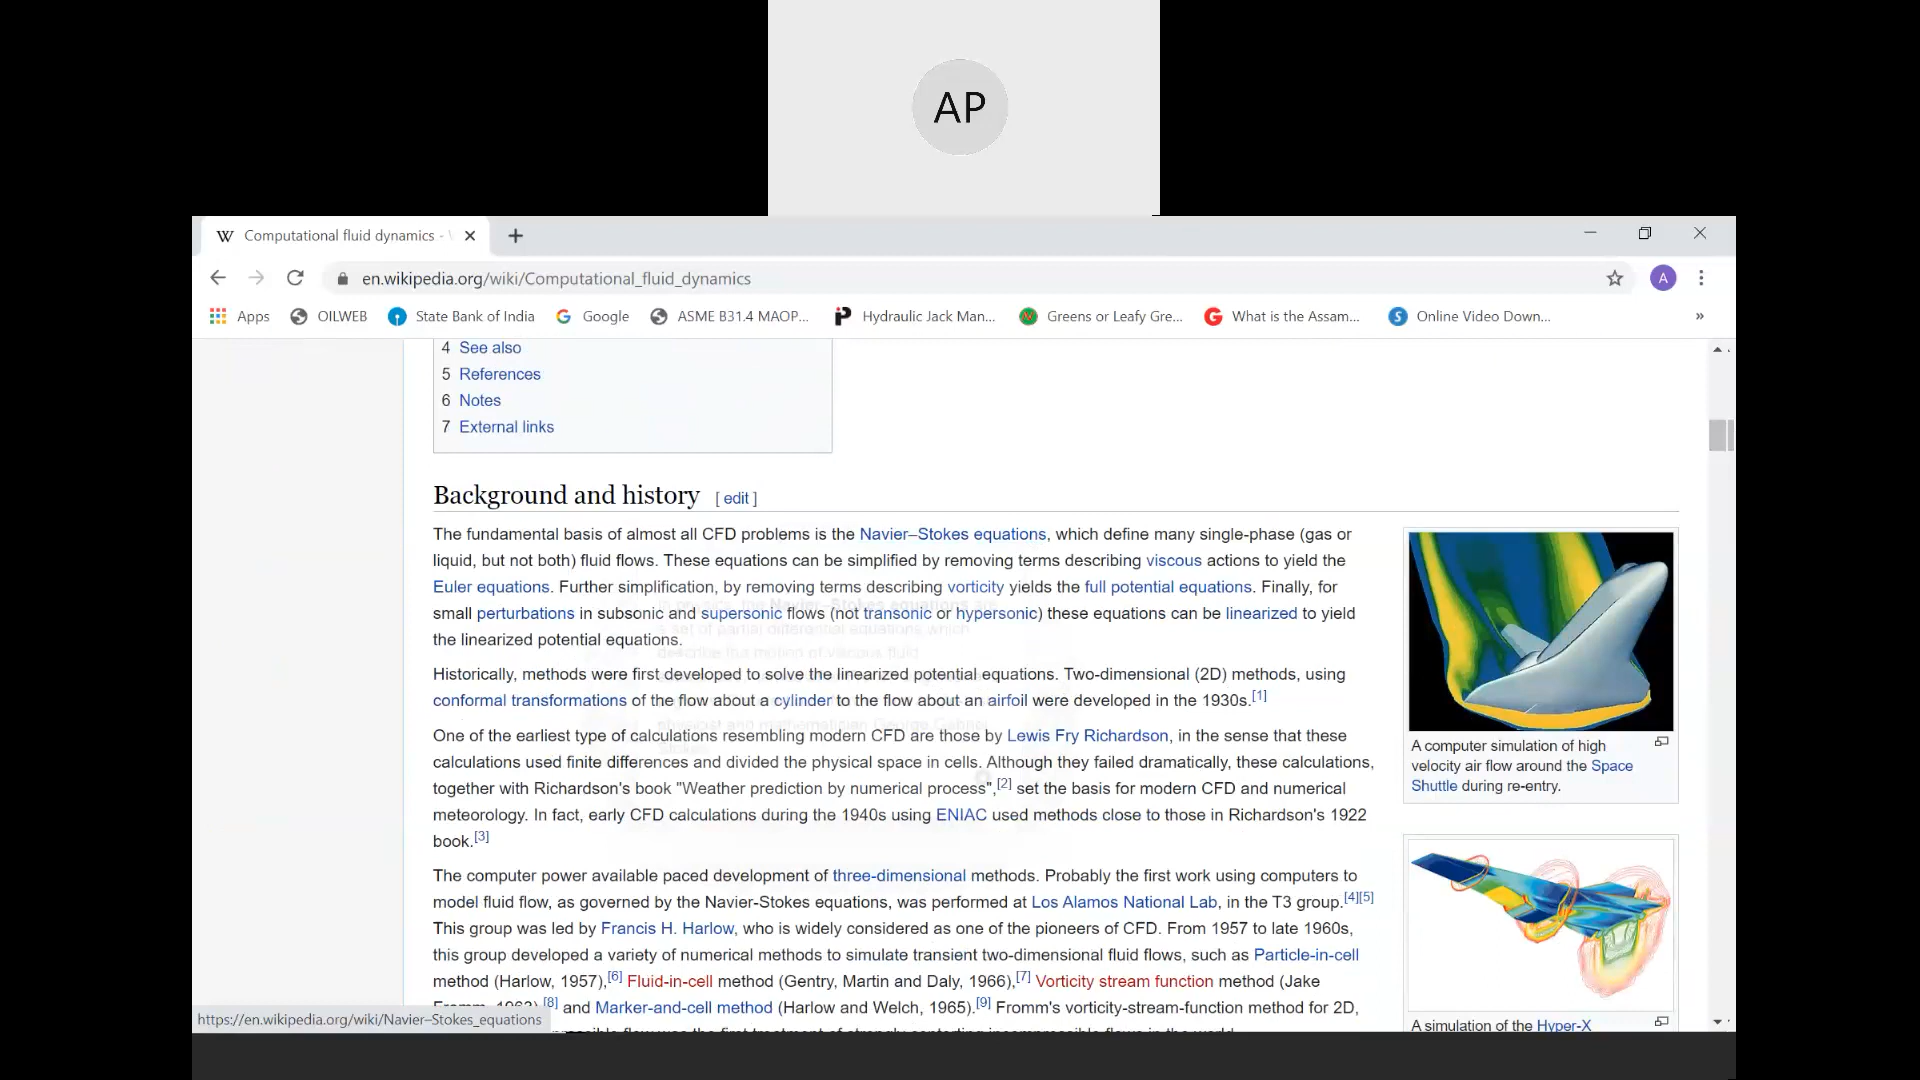 AP
Computational fluid dynamics -
en.wikipedia.org/wiki/Computational_fluid_dynamics
A
Apps OILWEB State Bank of India Google ASME B31.4 MAOP... Hydraulic Jack Man... Greens or Leafy Gre... What is the Assam... Online Video Down... »
4 See also
5 References
6 Notes
7 External links
Background and history [ edit ]
The fundamental basis of almost all CFD problems is the Navier–Stokes equations, which define many single-phase (gas or
liquid, but not both) fluid flows. These equations can be simplified by removing terms describing viscous actions to yield the
Euler equations. Further simplification, by removing terms describing vorticity yields the full potential equations. Finally, for
small perturbations in subsonic and supersonic flows (not transonic or hypersonic) these equations can be linearized to yield
the linearized potential equations.
Historically, methods were first developed to solve the linearized potential equations. Two-dimensional (2D) methods, using
conformal transformations of the flow about a cylinder to the flow about an airfoil were developed in the 1930s.[1]
One of the earliest type of calculations resembling modern CFD are those by Lewis Fry Richardson, in the sense that these
calculations used finite differences and divided the physical space in cells. Although they failed dramatically, these calculations,
together with Richardson's book "Weather prediction by numerical process",[2] set the basis for modern CFD and numerical
meteorology. In fact, early CFD calculations during the 1940s using ENIAC used methods close to those in Richardson's 1922
book.[3]
The computer power available paced development of three-dimensional methods. Probably the first work using computers to
model fluid flow, as governed by the Navier-Stokes equations, was performed at Los Alamos National Lab, in the T3 group.[4][5]
This group was led by Francis H. Harlow, who is widely considered as one of the pioneers of CFD. From 1957 to late 1960s,
this group developed a variety of numerical methods to simulate transient two-dimensional fluid flows, such as Particle-in-cell
method (Harlow, 1957),[6] Fluid-in-cell method (Gentry, Martin and Daly, 1966),[7] Vorticity stream function method (Jake
Fromm, 1963),[8] and Marker-and-cell method (Harlow and Welch, 1965).[9] Fromm's vorticity-stream-function method for 2D,
A computer simulation of high
velocity air flow around the Space
Shuttle during re-entry.
A simulation of the Hyper-X
https://en.wikipedia.org/wiki/Navier–Stokes_equations